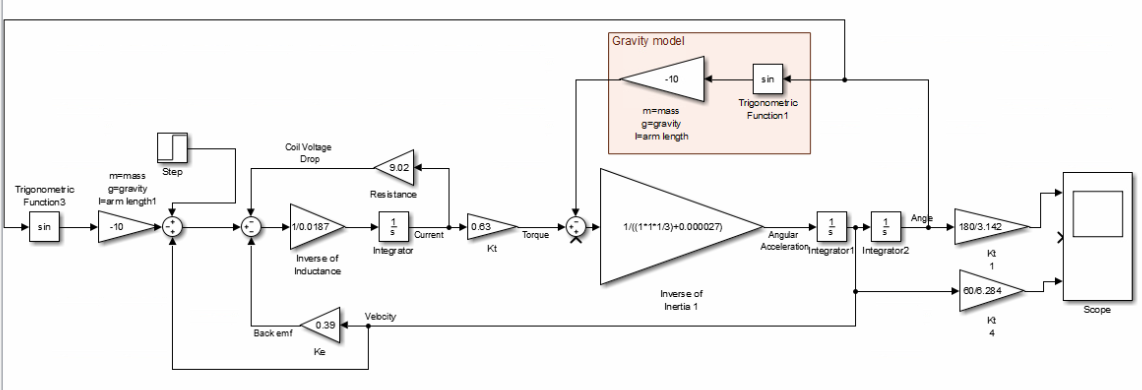 Gravity model
-10
sin
Trigonometric
Function1
m=mass
g=gravity
l=arm length
Step
Coil Voltage
Drop
9.02
Resistance
Trigonometric
Function3
m=mass
g=gravity
l=arm length1
sin
-10
1/0.0187
Inverse of
Inductance
1
s
Integrator
Current
0.63
Kt
Torque
1/((1*1*1/3)+0.000027)
Inverse of
Inertia 1
Angular
Acceleration
1
s
Integrator1
1
s
Integrator2
Angle
180/3.142
Kt
1
60/6.284
Kt
4
Scope
Velocity
0.39
Back emf
Ke